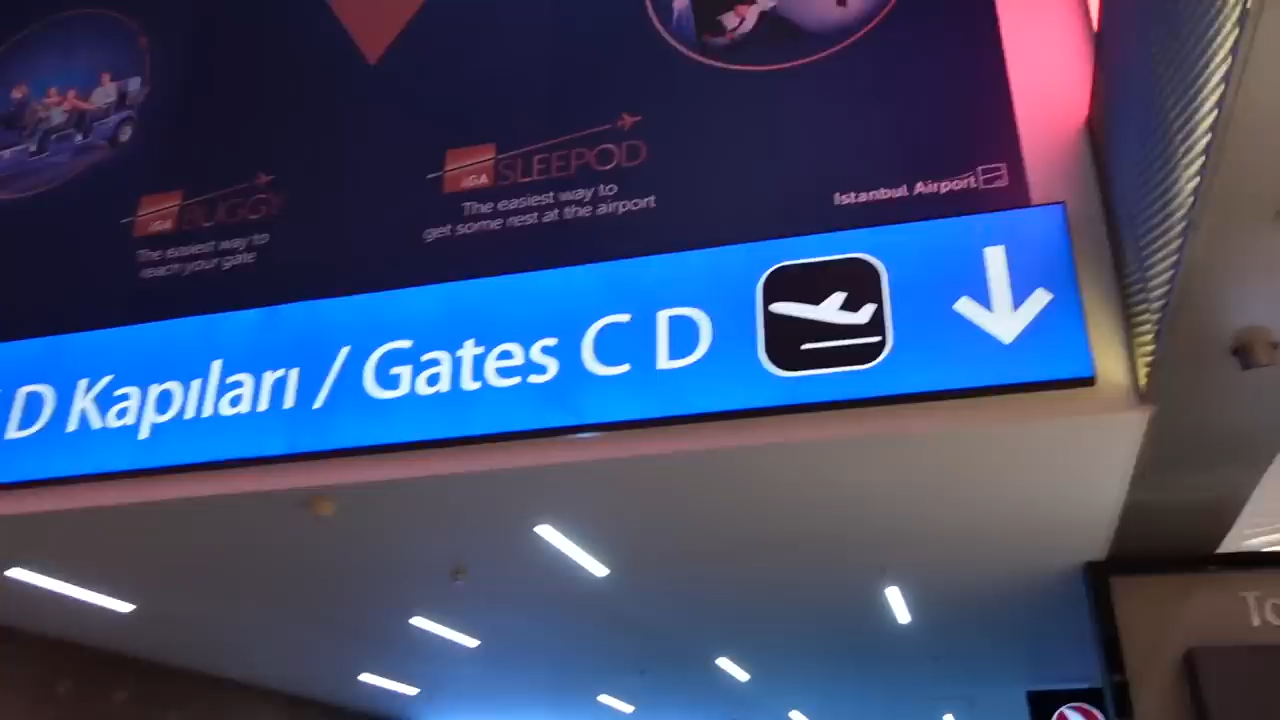 iGA BUGGY
The easiest way to
reach your gate
iGA SLEEPOD
The easiest way to
get some rest at the airport
Istanbul Airport
D Kapıları / Gates C D